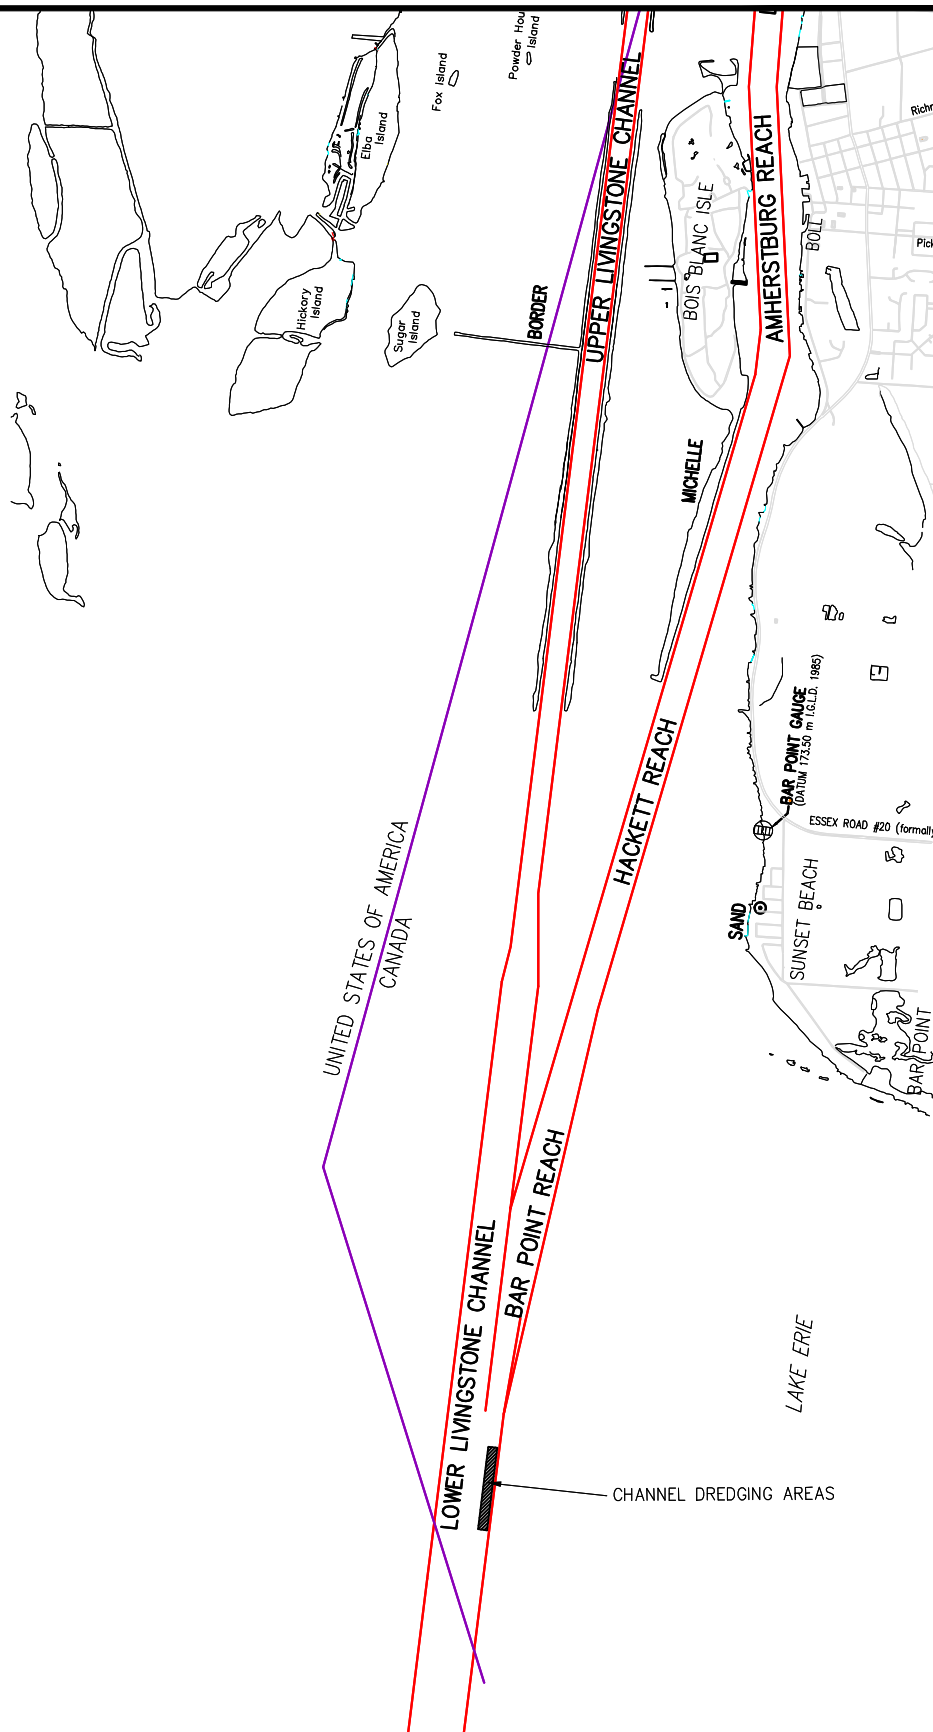 Powder Hou
Island
Fox Island
Elba
Island
Hickory
Island
Sugar
Island
BORDER
UPPER LIVINGSTONE CHANNEL
BOIS BLANC ISLE
AMHERSTBURG REACH
BOLL
Richm
Pick
MICHELLE
HACKETT REACH
BAR POINT GAUGE
(DATUM 173.50 m I.G.L.D. 1985)
ESSEX ROAD #20 (formally
SAND
SUNSET BEACH
BAR POINT
UNITED STATES OF AMERICA
CANADA
BAR POINT REACH
LOWER LIVINGSTONE CHANNEL
LAKE ERIE
CHANNEL DREDGING AREAS